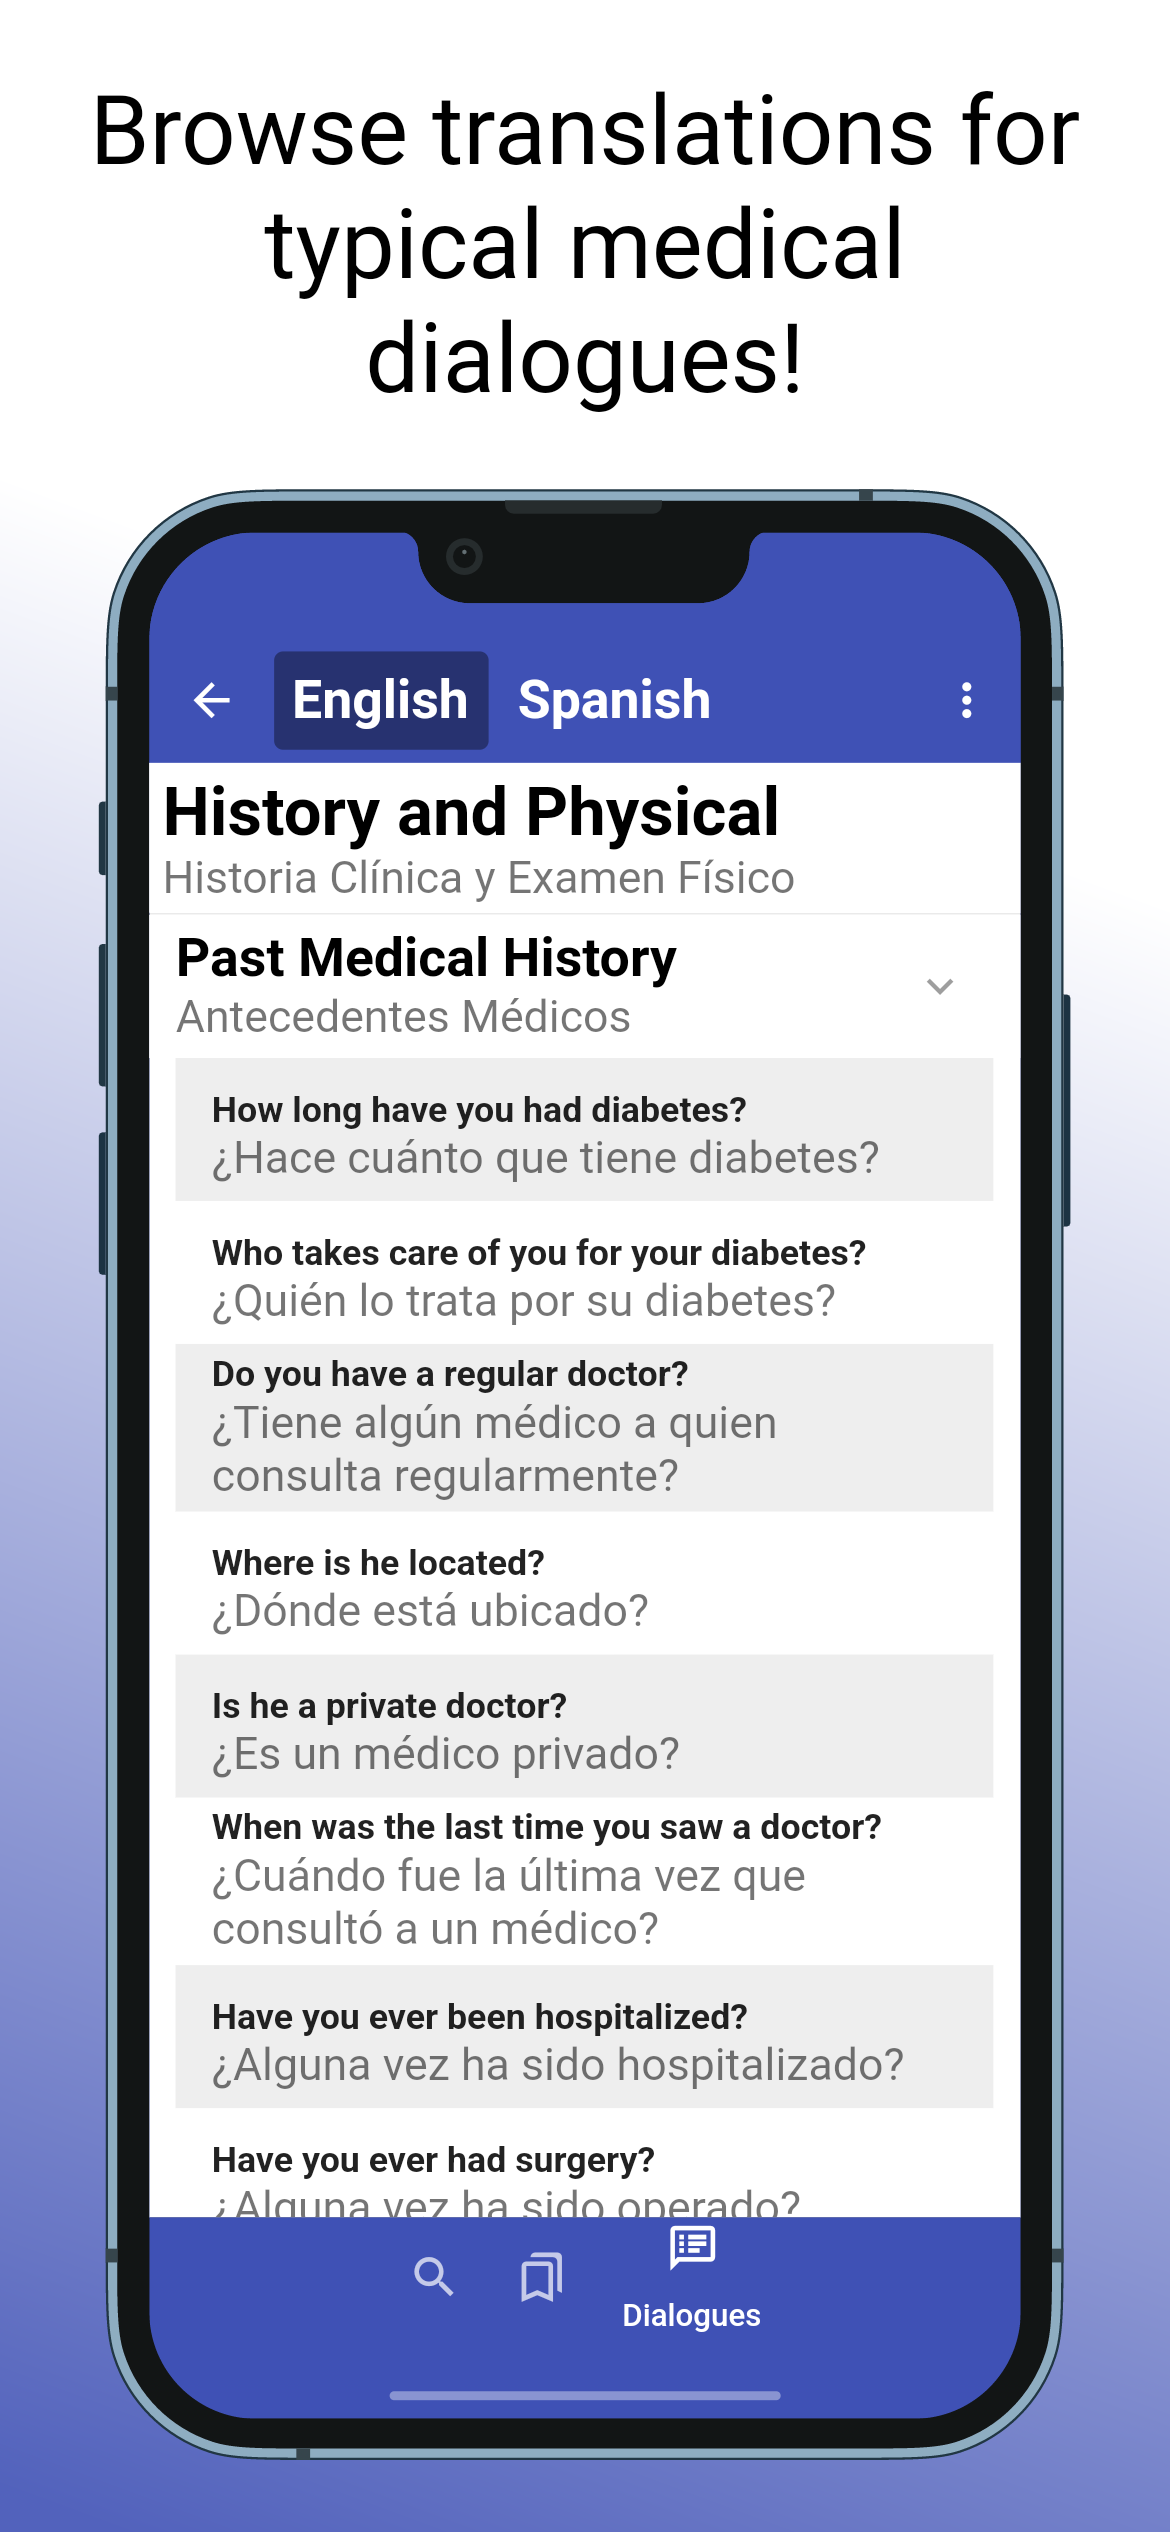 Browse translations for
typical medical
dialogues!
English Spanish
History and Physical
Historia Clínica y Examen Físico
Past Medical History
Antecedentes Médicos
How long have you had diabetes?
¿Hace cuánto que tiene diabetes?
Who takes care of you for your diabetes?
¿Quién lo trata por su diabetes?
Do you have a regular doctor?
¿Tiene algún médico a quien
consulta regularmente?
Where is he located?
¿Dónde está ubicado?
Is he a private doctor?
¿Es un médico privado?
When was the last time you saw a doctor?
¿Cuándo fue la última vez que
consultó a un médico?
Have you ever been hospitalized?
¿Alguna vez ha sido hospitalizado?
Have you ever had surgery?
¿Alguna vez ha sido operado?
Dialogues